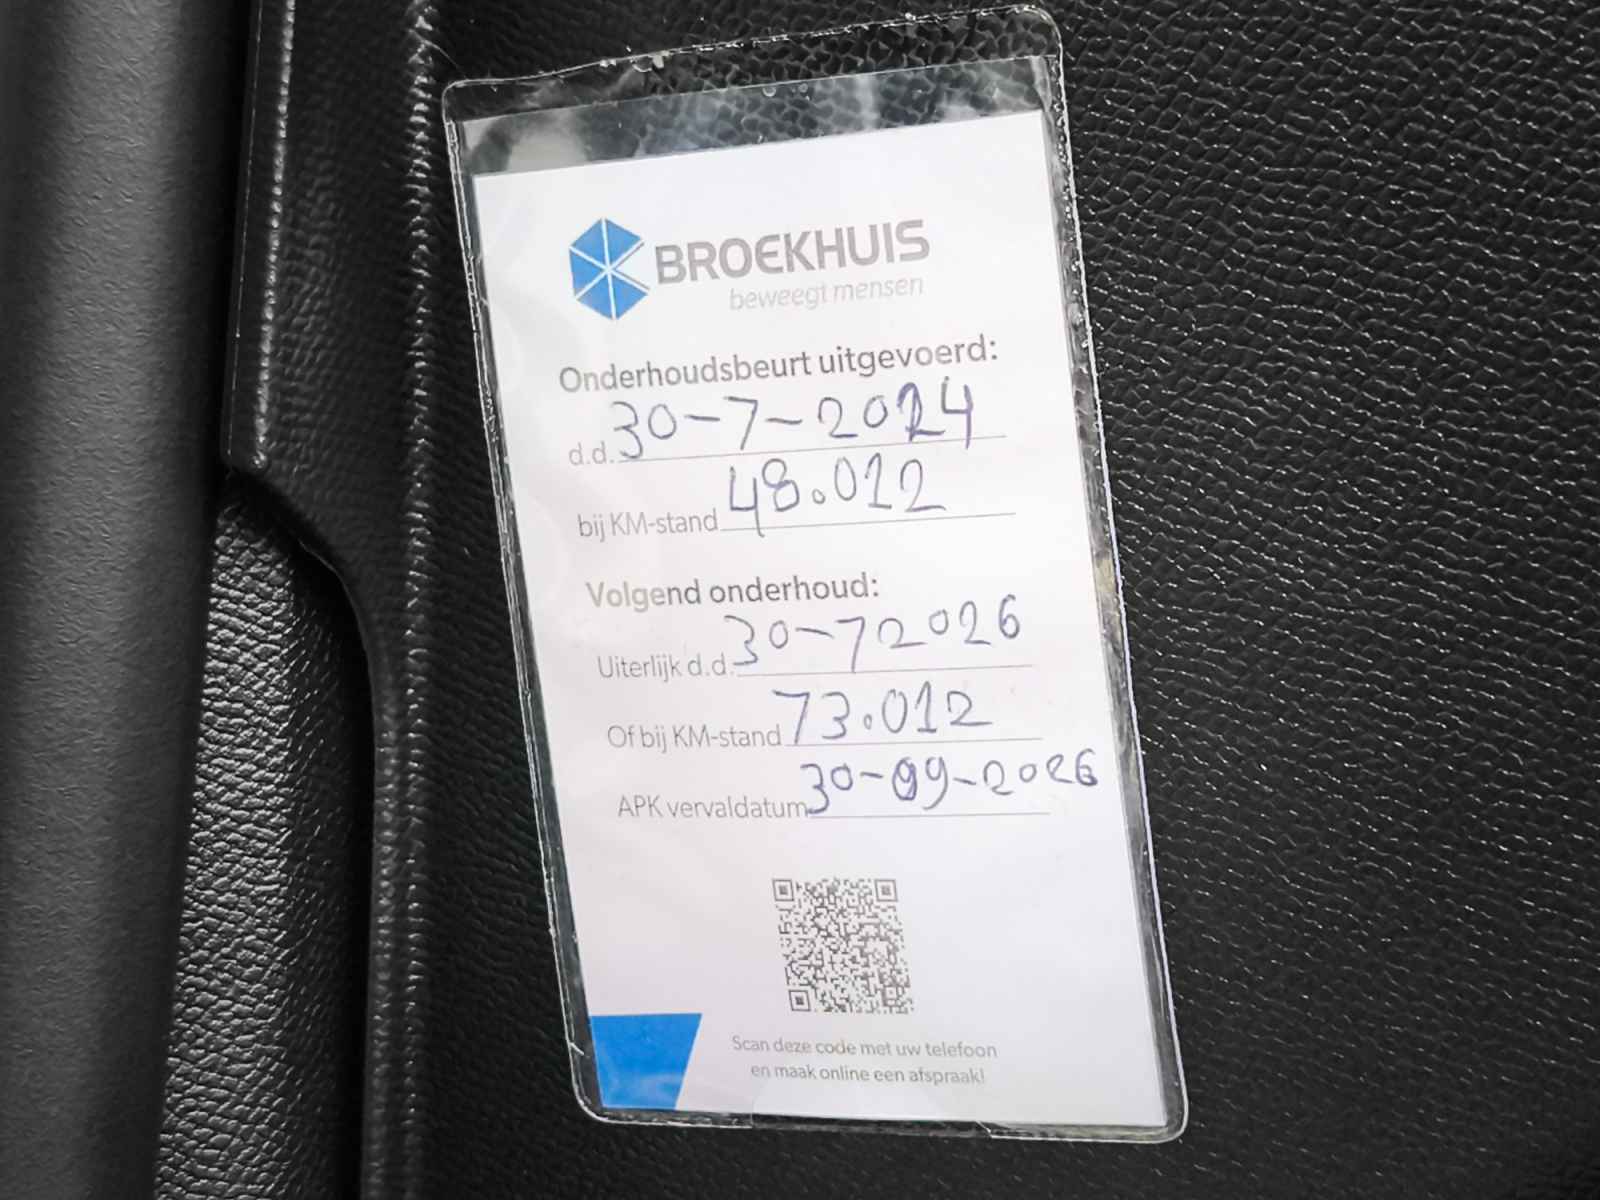 BROEKHUIS
beweegt mensen
Onderhoudsbeurt uitgevoerd:
d.d. 30-7-2024
bij KM-stand 48.012
Volgend onderhoud:
Uiterlijk d.d. 30-72026
Of bij KM-stand 73.012
APK vervaldatum 30-09-2026
Scan deze code met uw telefoon
en maak online een afspraak!